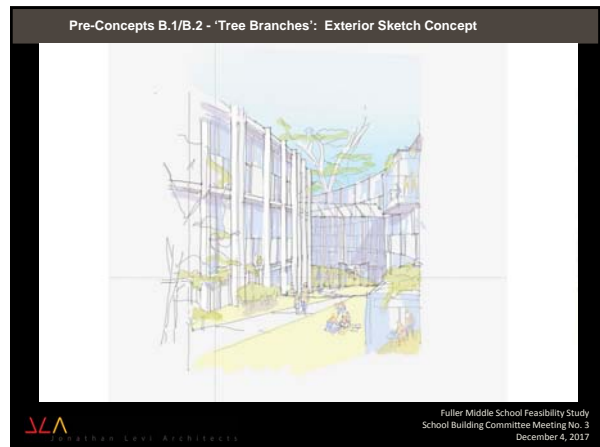 Pre-Concepts B.1/B.2 - 'Tree Branches': Exterior Sketch Concept
JLA
Jonathan Levi Architects
Fuller Middle School Feasibility Study
School Building Committee Meeting No. 3
December 4, 2017